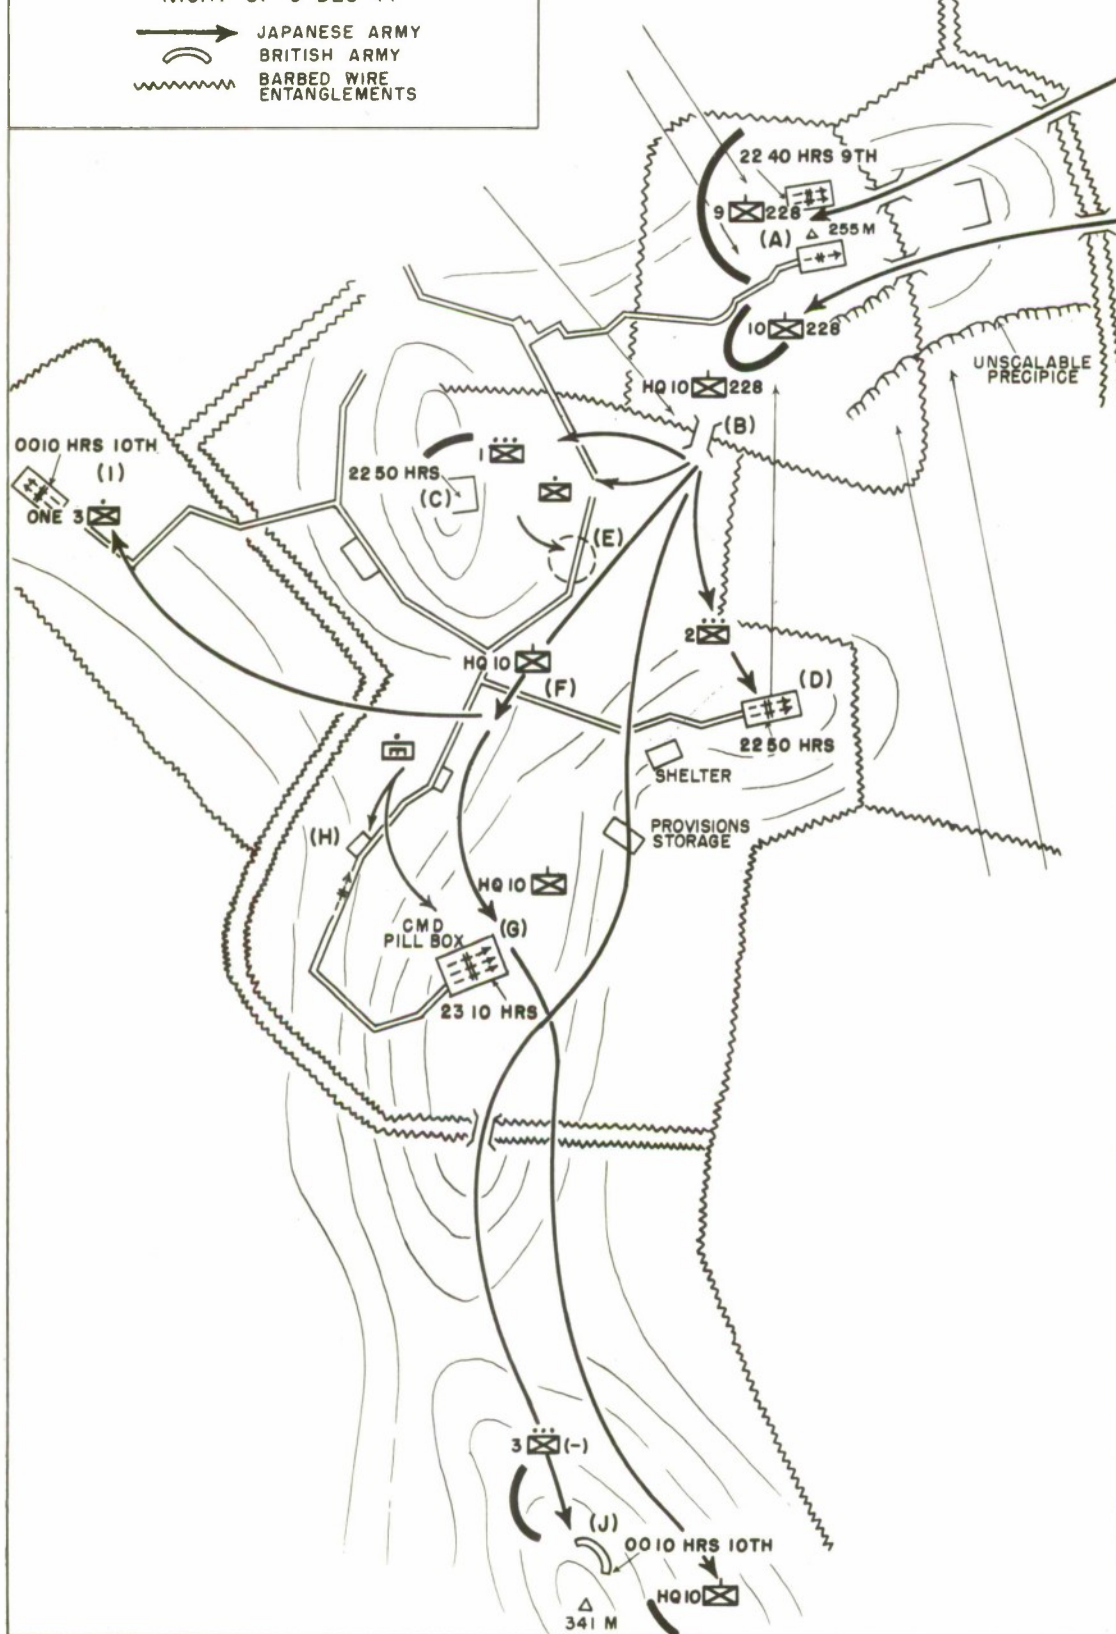 JAPANESE ARMY
BRITISH ARMY
BARBED WIRE
ENTANGLEMENTS
22 40 HRS 9TH
9 228
(A) 255 M
10 228
UNSCALABLE
PRECIPICE
HQ 10 228
(B)
0010 HRS 10TH
(I)
1
22 50 HRS
(C)
ONE 3
(E)
2
HQ 10
(F)
(D)
22 50 HRS
SHELTER
(H)
PROVISIONS
STORAGE
HQ 10
CMD
PILL BOX
(G)
23 10 HRS
3 (-)
(J)
0010 HRS 10TH
HQ 10
341 M